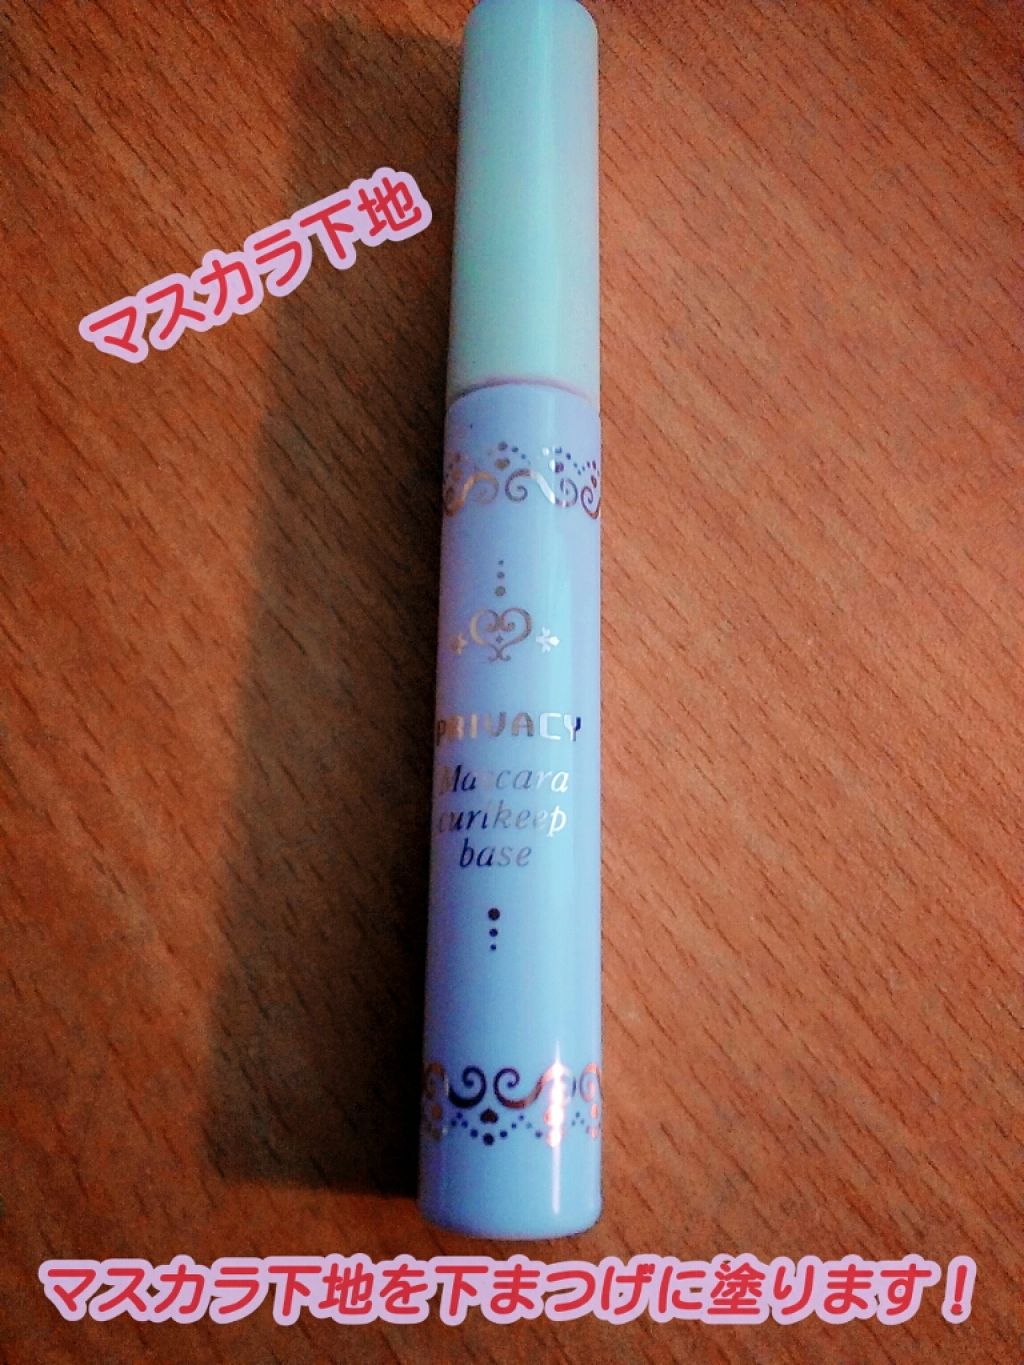 マスカラ下地
PRIVACY
Mascara
curlkeep
base
マスカラ下地を下まつげに塗ります！